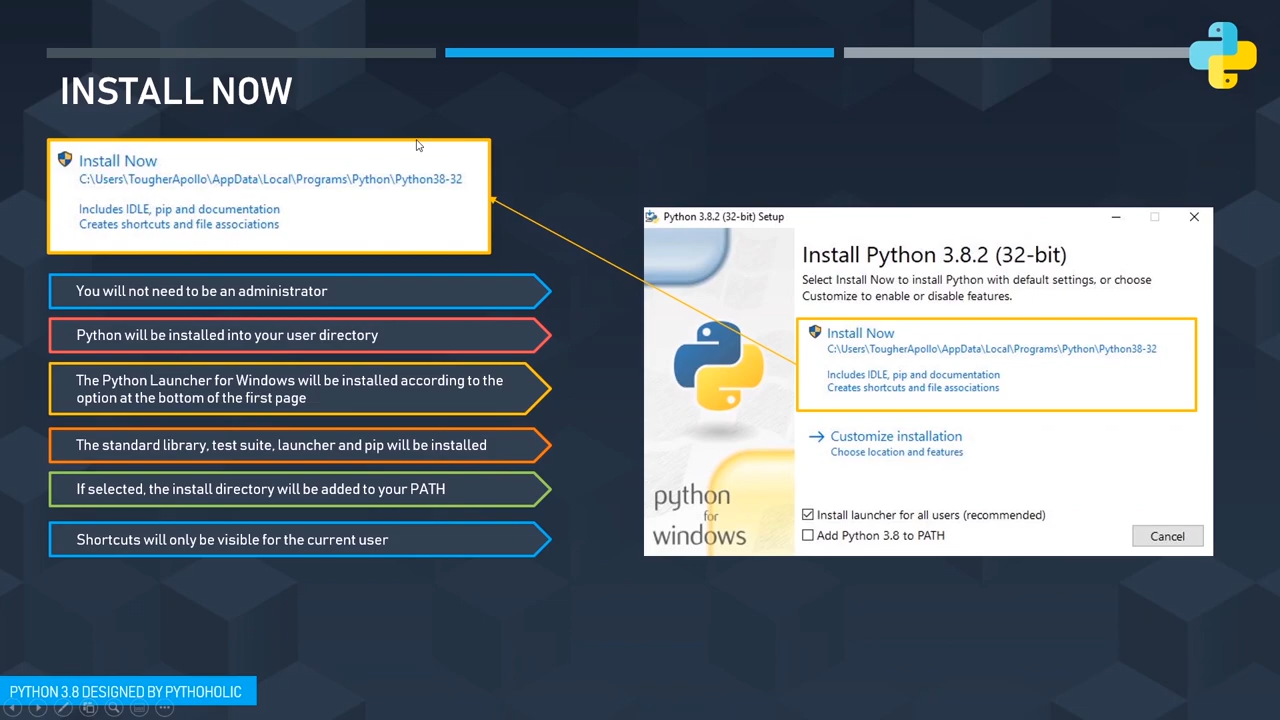 INSTALL NOW
Install Now
C:\Users\TougherApollo\AppData\Local\Programs\Python\Python38-32
Includes IDLE, pip and documentation
Creates shortcuts and file associations
You will not need to be an administrator
Python will be installed into your user directory
The Python Launcher for Windows will be installed according to the
option at the bottom of the first page
The standard library, test suite, launcher and pip will be installed
If selected, the install directory will be added to your PATH
Shortcuts will only be visible for the current user
Python 3.8.2 (32-bit) Setup
Install Python 3.8.2 (32-bit)
Select Install Now to install Python with default settings, or choose
Customize to enable or disable features.
Install Now
C:\Users\TougherApollo\AppData\Local\Programs\Python\Python38-32
Includes IDLE, pip and documentation
Creates shortcuts and file associations
Customize installation
Choose location and features
Install launcher for all users (recommended)
Add Python 3.8 to PATH
Cancel
python
for
windows
PYTHON 3.8 DESIGNED BY PYTHOHOLIC